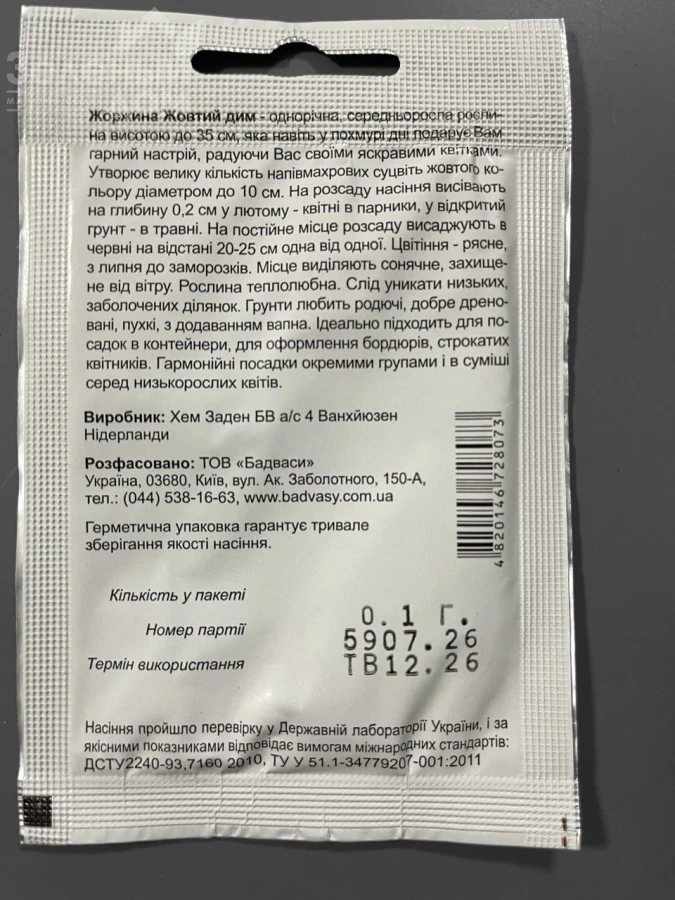 Жоржина Жовтий дим - однорічна, середньоросла росли-
на висотою до 35 см, яка навіть у похмурі дні подарує Вам
гарний настрій, радуючи Вас своїми яскравими квітками.
Утворює велику кількість напівмахрових суцвіть жовтого ко-
льору діаметром до 10 см. На розсаду насіння висівають
на глибину 0,2 см у лютому - квітні в парники, у відкритий
грунт - в травні. На постійне місце розсаду висаджують в
червні на відстані 20-25 см одна від одної. Цвітіння - рясне,
з липня до заморозків. Місце виділяють сонячне, захище-
не від вітру. Рослина теплолюбна. Слід уникати низьких,
заболочених ділянок. Грунти любить родючі, добре дрено-
вані, пухкі, з додаванням вапна. Ідеально підходить для по-
садок в контейнери, для оформлення бордюрів, строкатих
квітників. Гармонійні посадки окремими групами і в суміші
серед низькорослих квітів.
Виробник: Хем Заден БВ а/с 4 Ванхйюзен
Нідерланди
Розфасовано: ТОВ «Бадваси»
Україна, 03680, Київ, вул. Ак. Заболотного, 150-А,
тел.: (044) 538-16-63, www.badvasy.com.ua
Герметична упаковка гарантує тривале
зберігання якості насіння.
4820146728073
Кількість у пакеті 0.1 Г.
Номер партії 5907.26
Термін використання ТВ12.26
Насіння пройшло перевірку у Державній лабораторії України, і за
якісними показниками відповідає вимогам міжнародних стандартів:
ДСТУ2240-93,7160 2010, ТУ У 51.1-34779207-001:2011